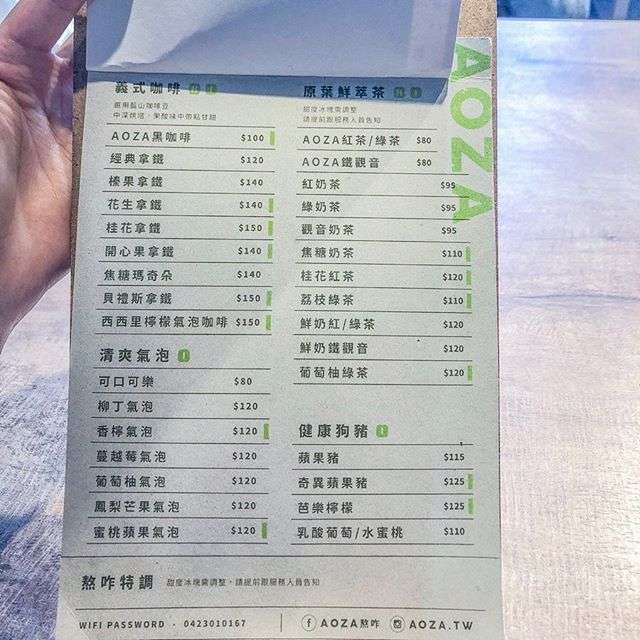 義式咖啡
選用藍山咖啡豆
中深烘焙，果酸味中帶點甘甜
AOZA黑咖啡 $100
經典拿鐵 $120
榛果拿鐵 $140
花生拿鐵 $140
桂花拿鐵 $150
開心果拿鐵 $140
焦糖瑪奇朵 $140
貝禮斯拿鐵 $150
西西里檸檬氣泡咖啡 $150
清爽氣泡
可口可樂 $80
柳丁氣泡 $120
香檸氣泡 $120
蔓越莓氣泡 $120
葡萄柚氣泡 $120
鳳梨芒果氣泡 $120
蜜桃蘋果氣泡 $120
原葉鮮萃茶
甜度冰塊需調整
請提前跟服務人員告知
AOZA紅茶/綠茶 $80
AOZA鐵觀音 $80
紅奶茶 $95
綠奶茶 $95
觀音奶茶 $95
焦糖奶茶 $110
桂花紅茶 $120
荔枝綠茶 $110
鮮奶紅/綠茶 $120
鮮奶鐵觀音 $120
葡萄柚綠茶 $120
健康狗豬
蘋果豬 $115
奇異蘋果豬 $125
芭樂檸檬 $125
乳酸葡萄/水蜜桃 $110
AOZA
熬咋特調 甜度冰塊需調整，請提前跟服務人員告知
WIFI PASSWORD - 0423010167 AOZA熬咋 AOZA.TW